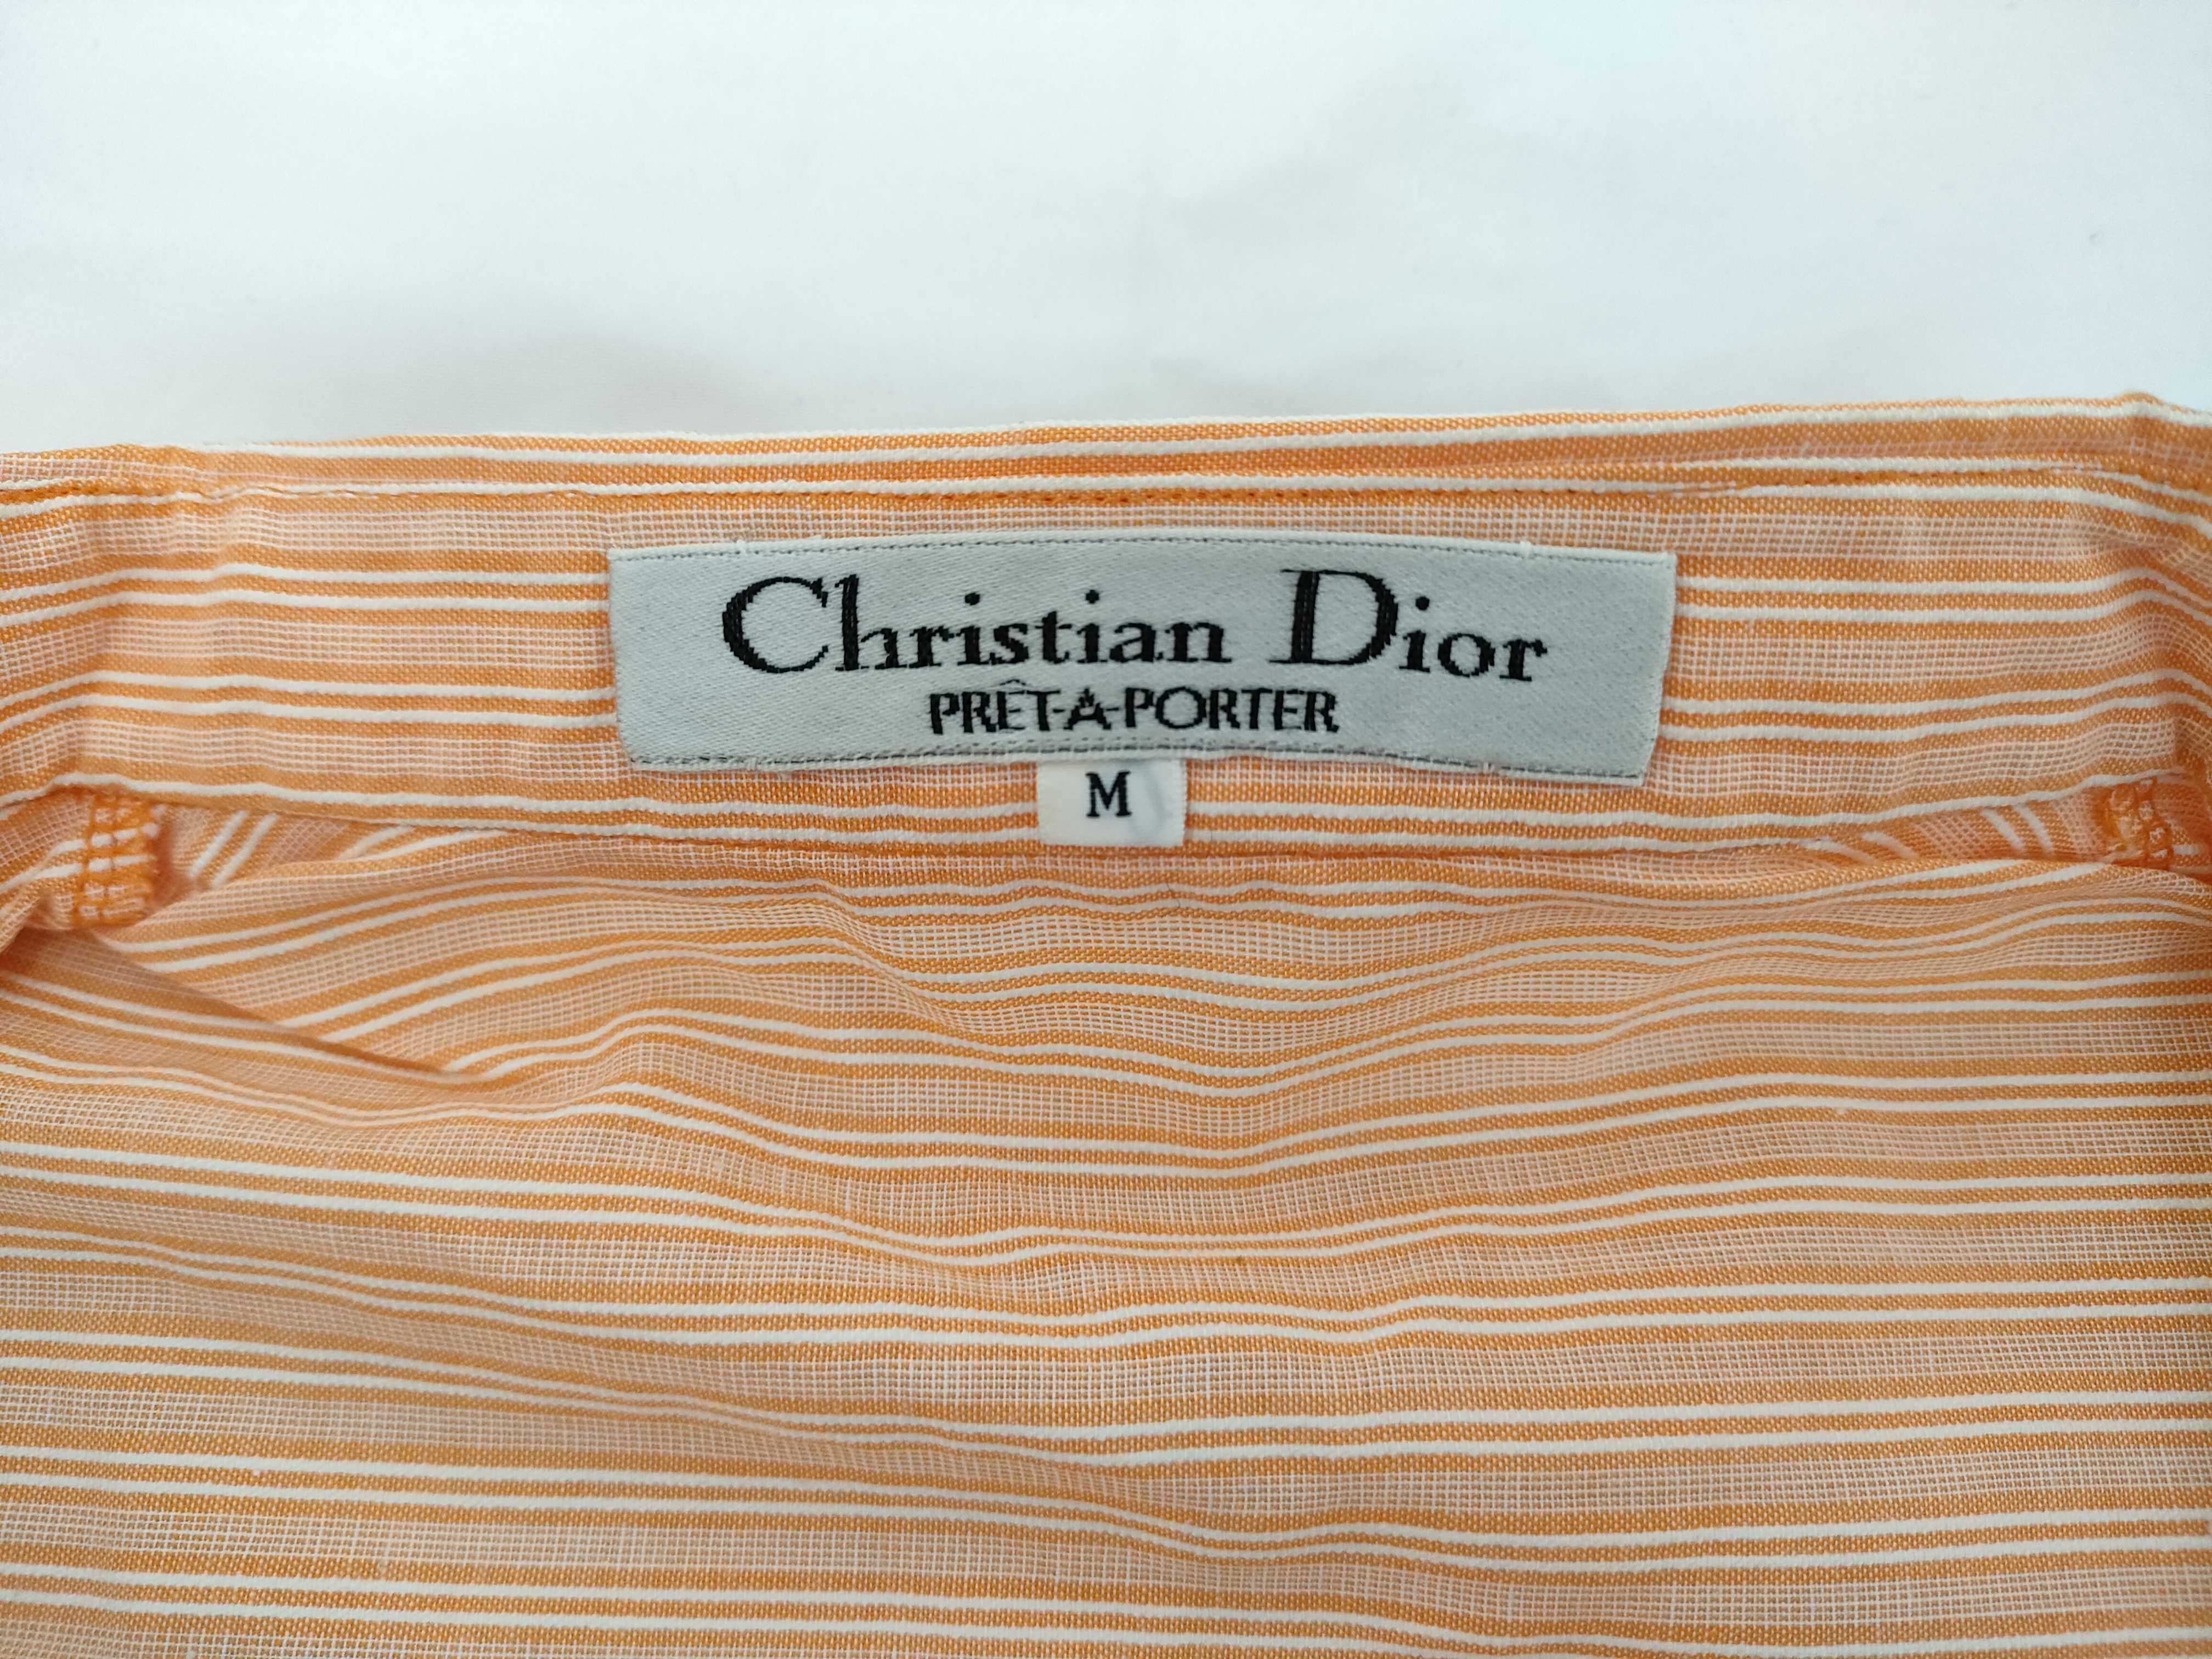 Christian Dior
PRÊT-A-PORTER
M